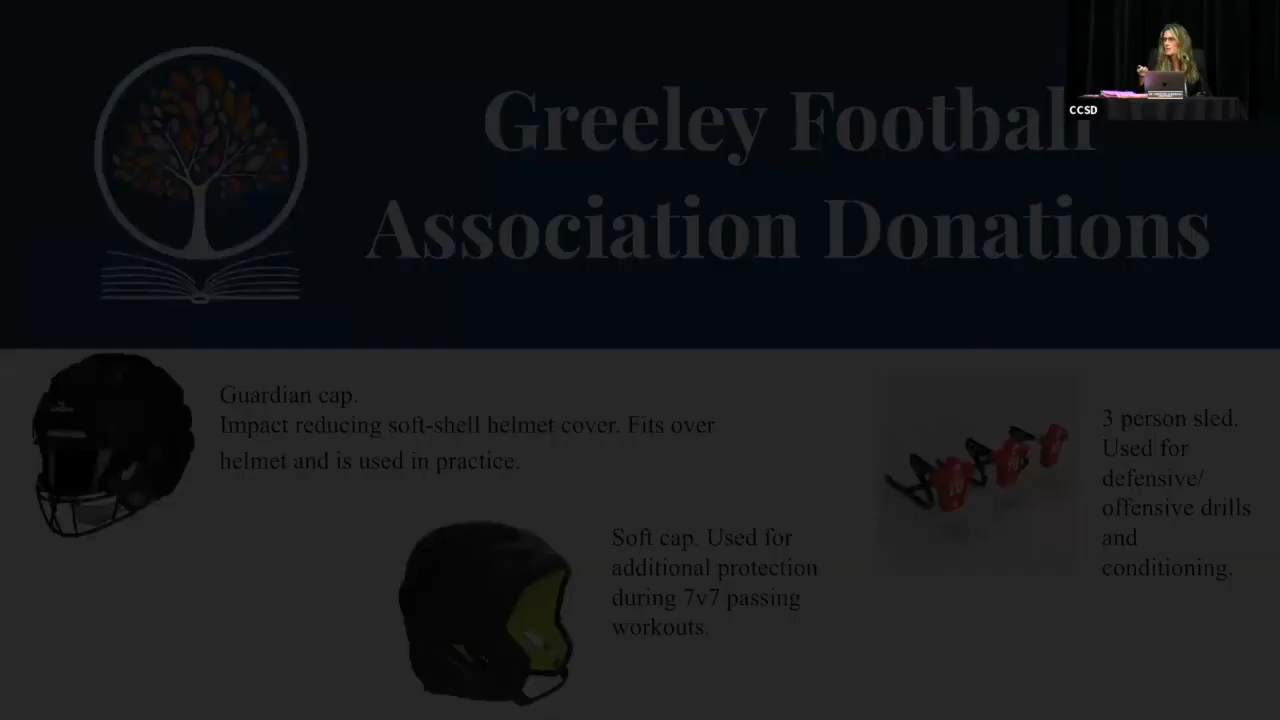 CCSD
Greeley Football
Association Donations
Guardian cap.
Impact reducing soft-shell helmet cover. Fits over
helmet and is used in practice.
3 person sled.
Used for
defensive/
offensive drills
and
conditioning.
Soft cap. Used for
additional protection
during 7v7 passing
workouts.